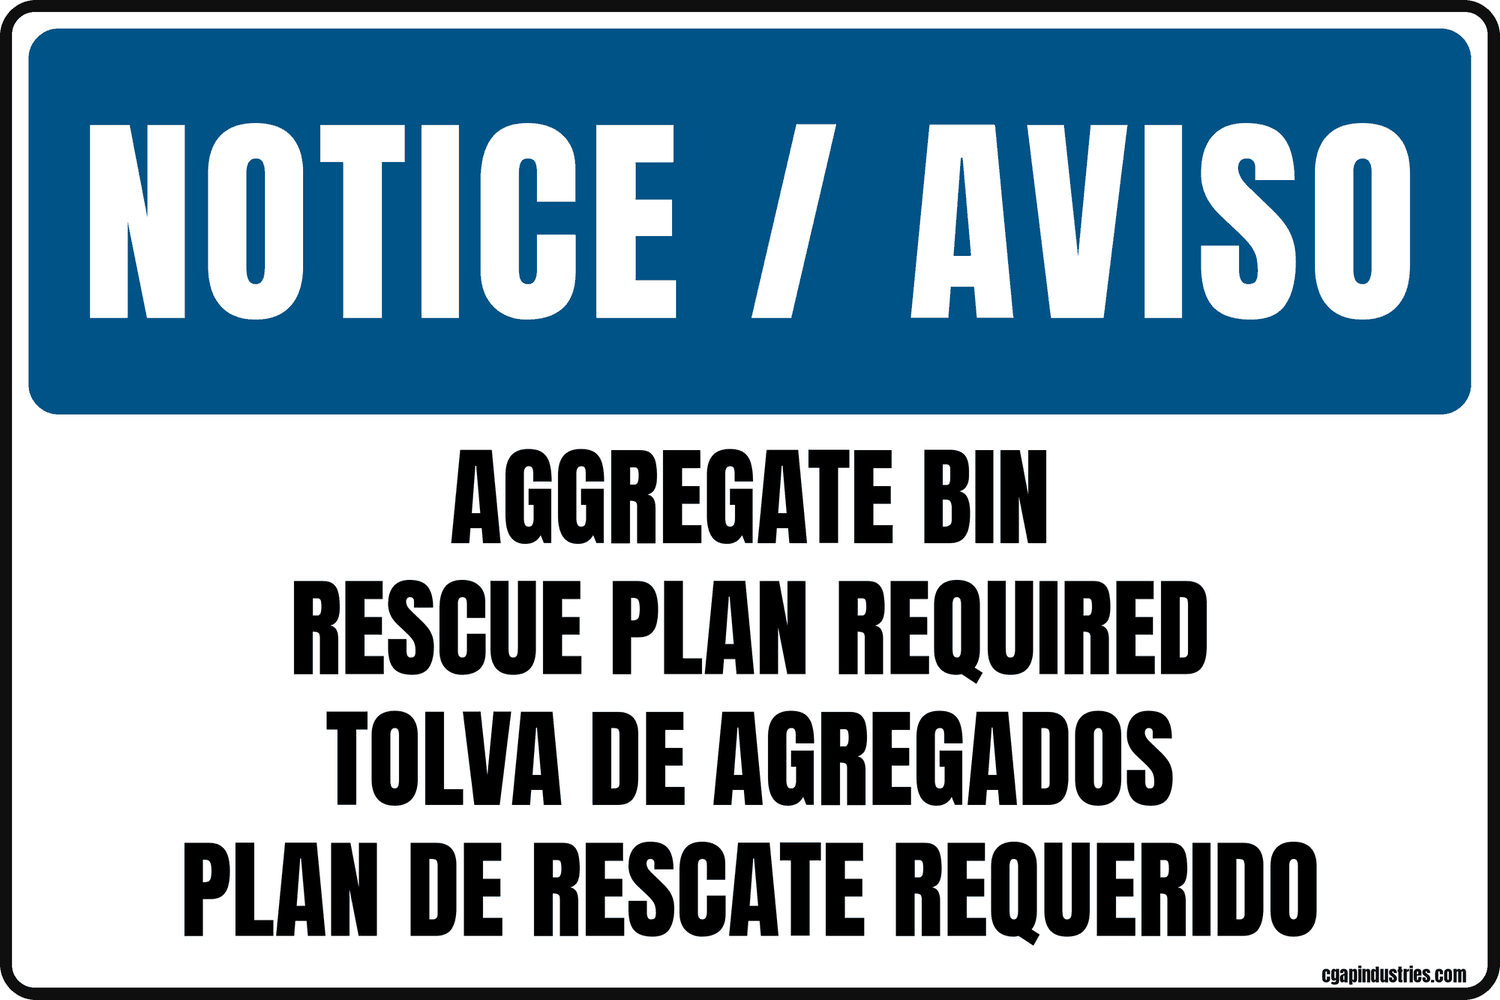 NOTICE / AVISO
AGGREGATE BIN
RESCUE PLAN REQUIRED
TOLVA DE AGREGADOS
PLAN DE RESCATE REQUERIDO
cgapindustries.com